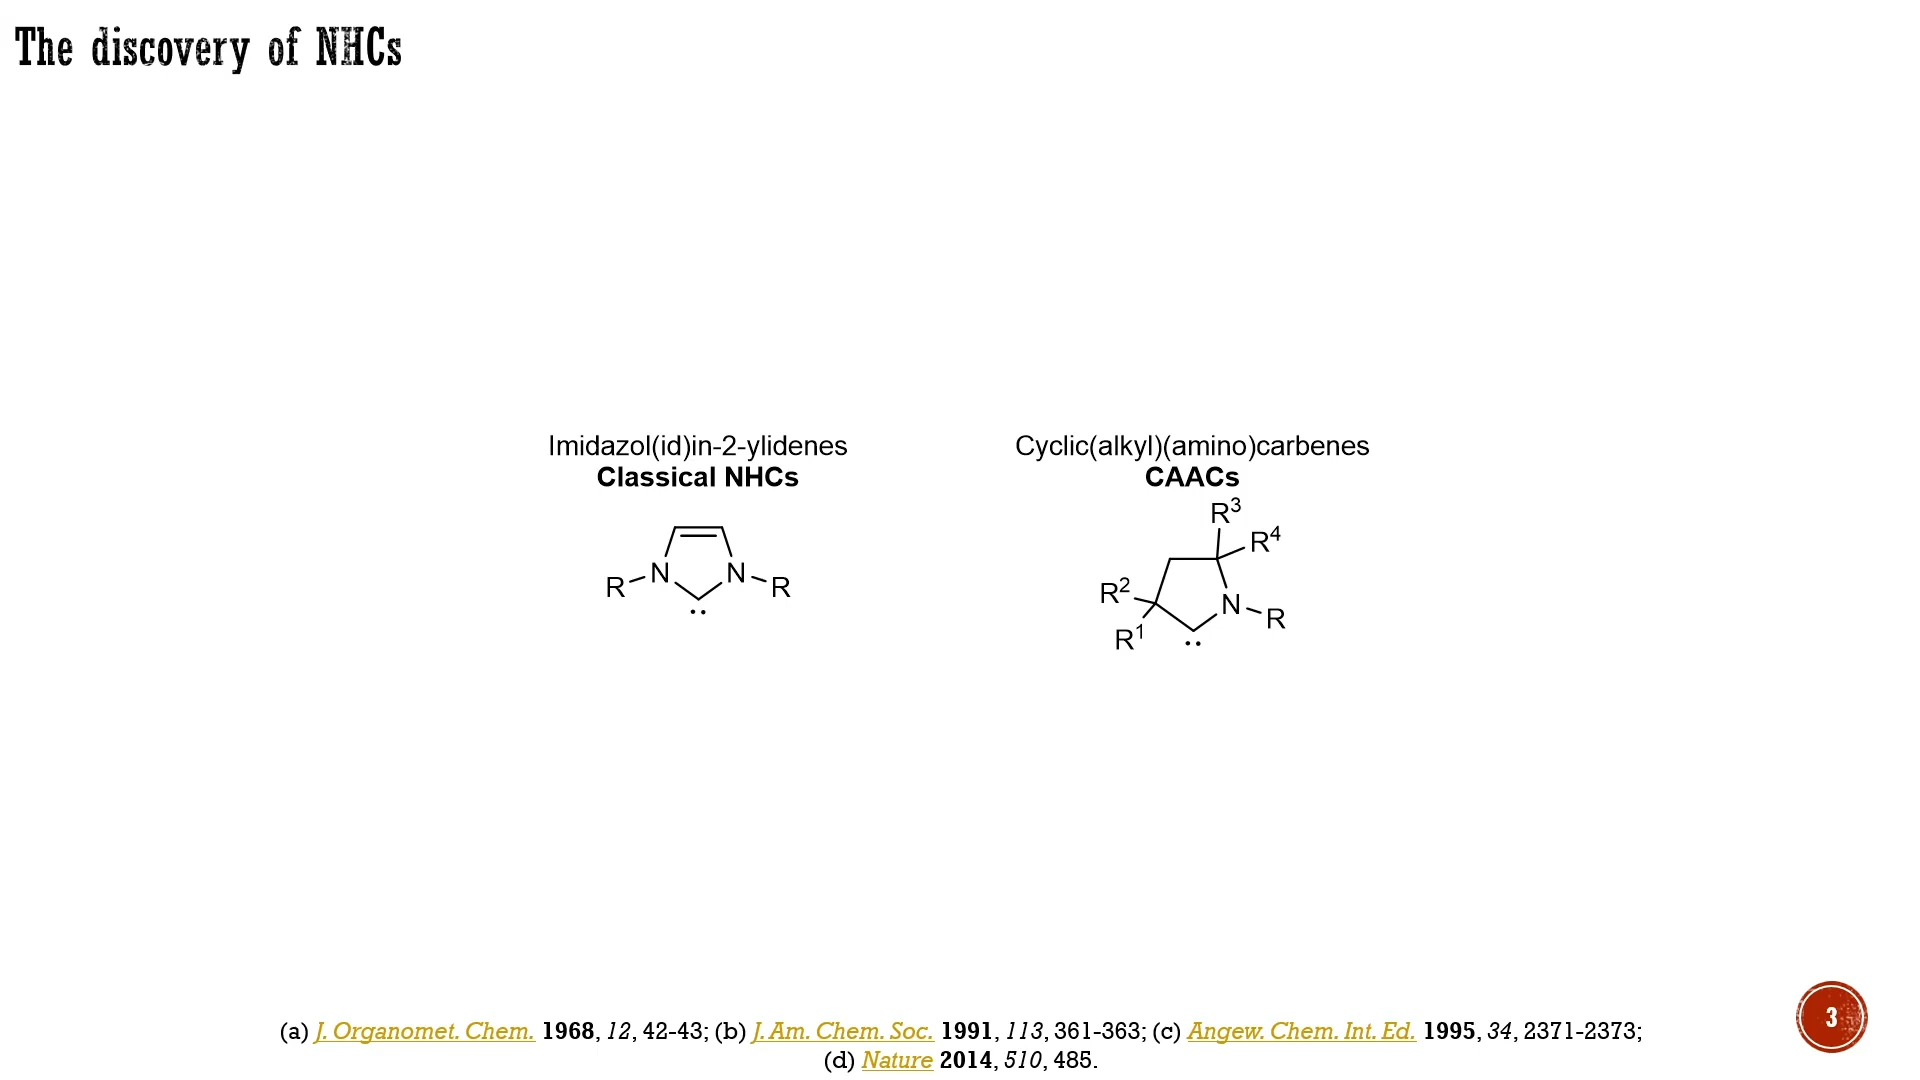 The discovery of NHCs
Imidazol(id)in-2-ylidenes
Classical NHCs
R
N
N
R
Cyclic(alkyl)(amino)carbenes
CAACs
R³
R⁴
R²
N
R
R¹
(a) J. Organomet. Chem. 1968, 12, 42-43; (b) J. Am. Chem. Soc. 1991, 113, 361-363; (c) Angew. Chem. Int. Ed. 1995, 34, 2371-2373;
(d) Nature 2014, 510, 485.
3